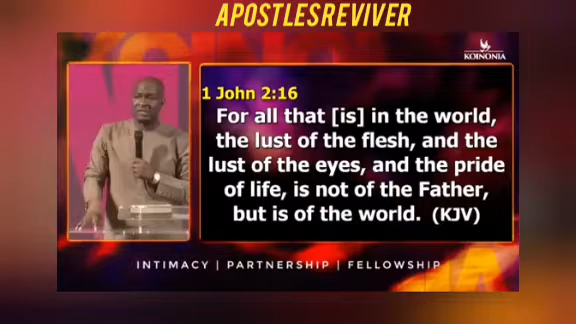 APOSTLES REVIVER
KOINONIA
1 John 2:16
For all that [is] in the world,
the lust of the flesh, and the
lust of the eyes, and the pride
of life, is not of the Father,
but is of the world. (KJV)
INTIMACY | PARTNERSHIP | FELLOWSHIP